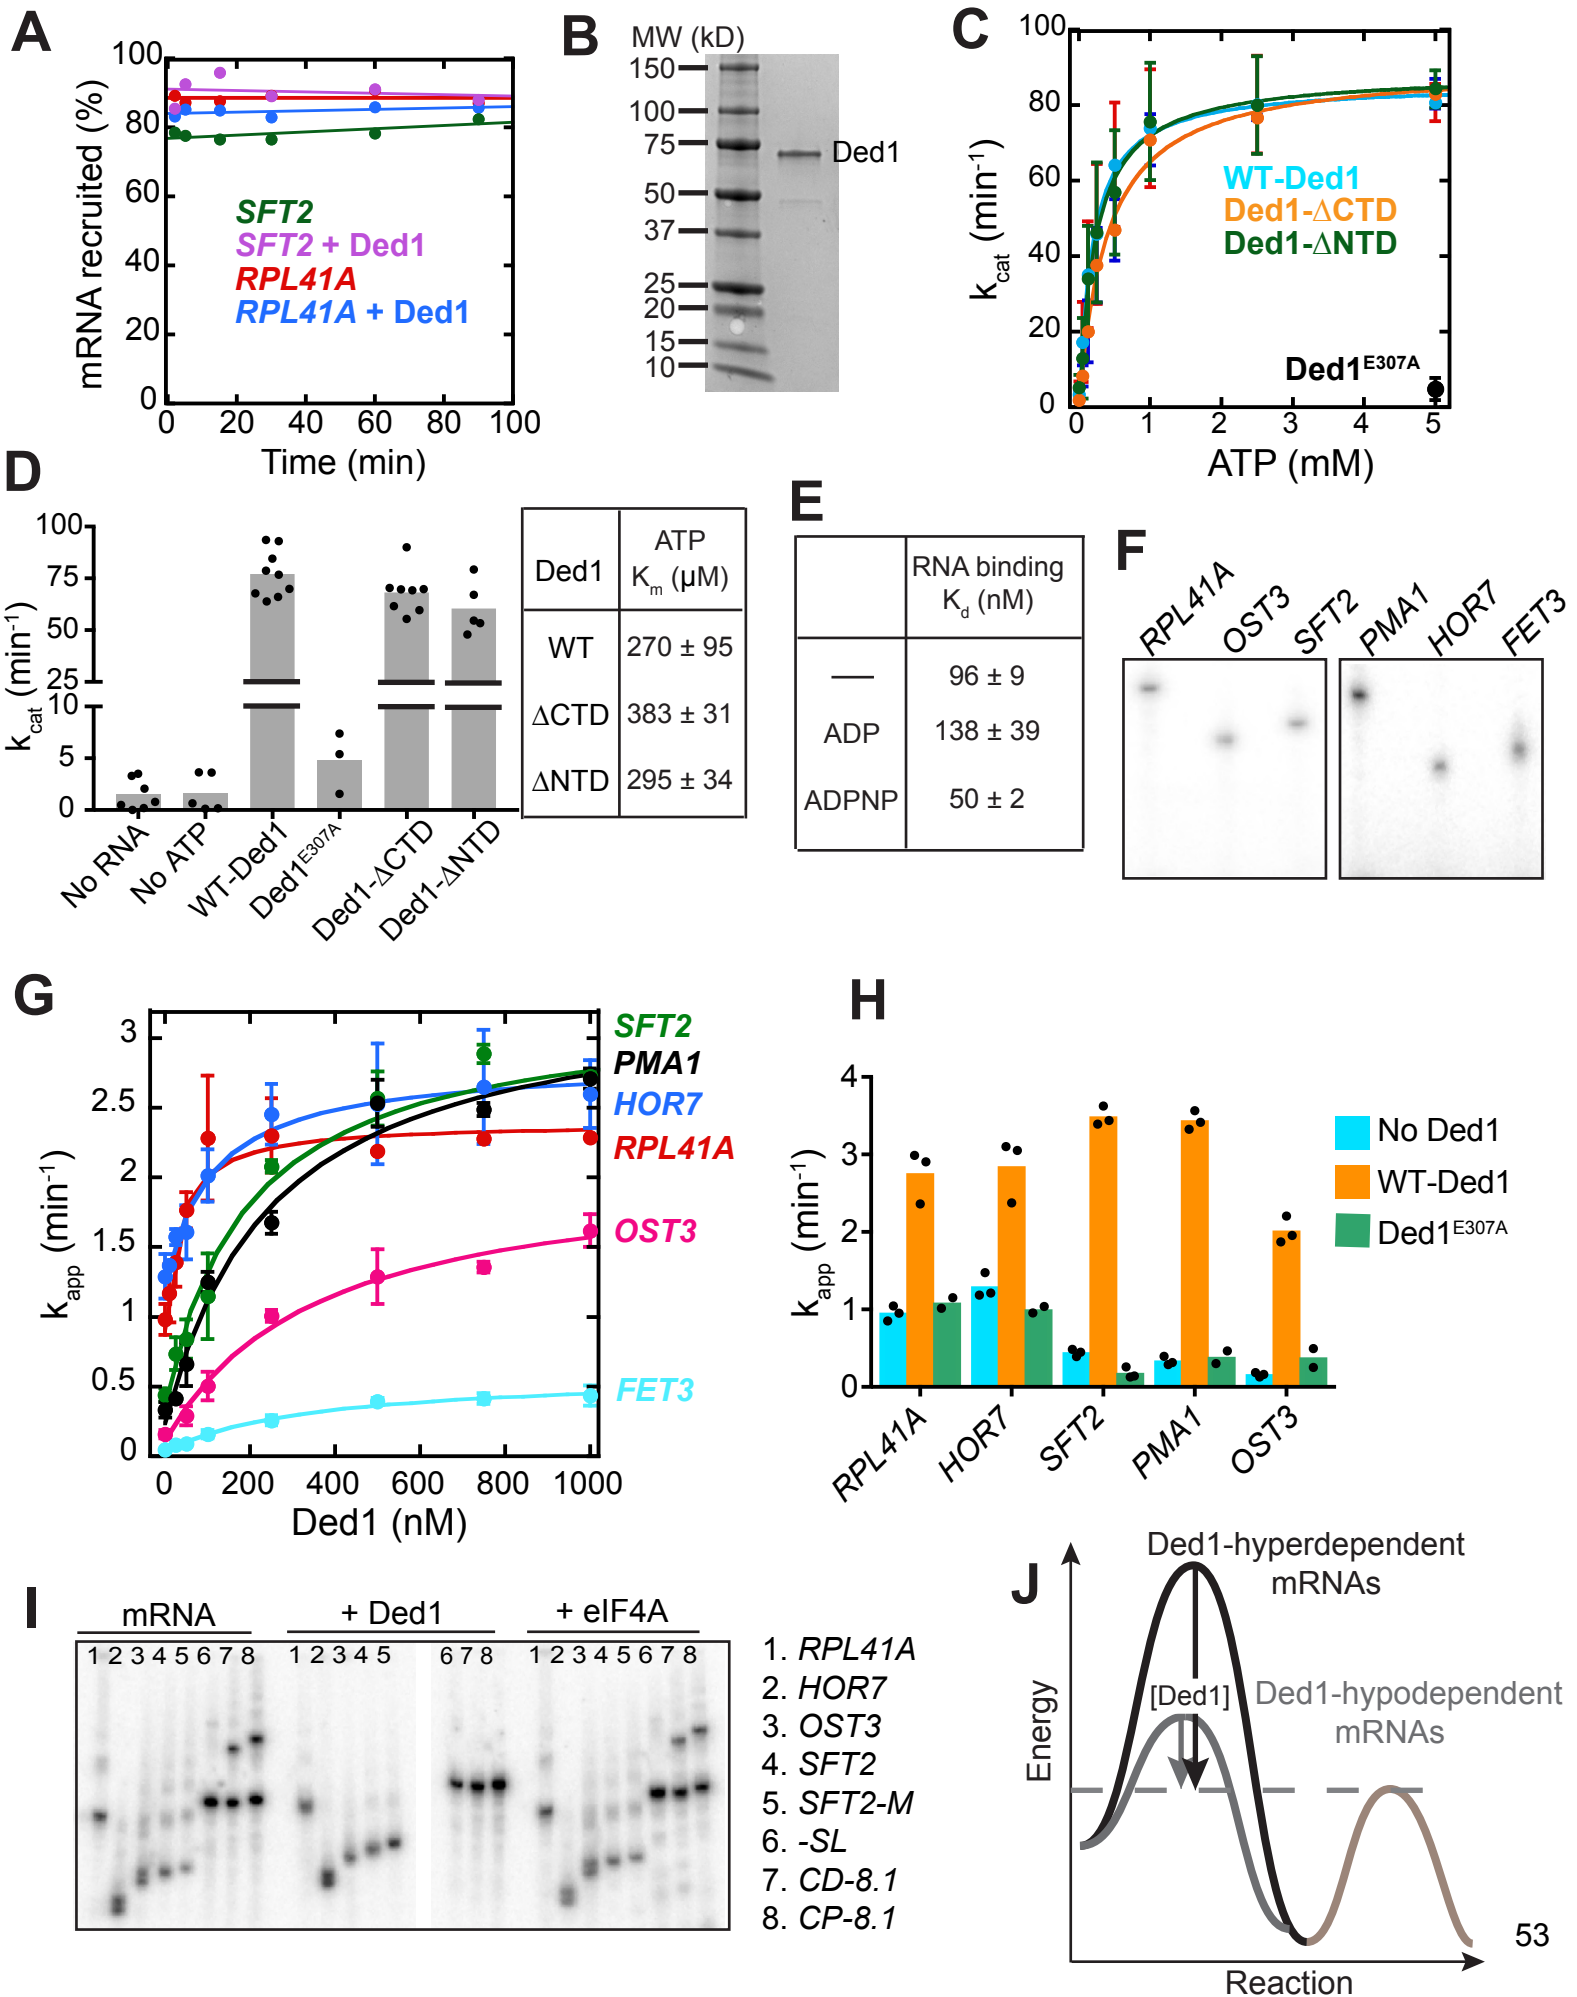 A
mRNA recruited (%)
100
80
60
40
20
0
0 20 40 60 80 100
Time (min)
SFT2
SFT2 + Ded1
RPL41A
RPL41A + Ded1
B
MW (kD)
150
100
75
50
37
25
20
15
10
Ded1
C
kcat (min-1)
100
80
60
40
20
0
0 1 2 3 4 5
ATP (mM)
WT-Ded1
Ded1-ΔCTD
Ded1-ΔNTD
Ded1E307A
D
kcat (min-1)
100
75
50
25
10
5
0
No RNA
No ATP
WT-Ded1
Ded1E307A
Ded1-ΔCTD
Ded1-ΔNTD
Ded1 ATP Km (μM)
WT 270 ± 95
ΔCTD 383 ± 31
ΔNTD 295 ± 34
E
RNA binding
Kd (nM)
— 96 ± 9
ADP 138 ± 39
ADPNP 50 ± 2
F
RPL41A
OST3
SFT2
PMA1
HOR7
FET3
G
kapp (min-1)
3
2.5
2
1.5
1
0.5
0
0 200 400 600 800 1000
Ded1 (nM)
SFT2
PMA1
HOR7
RPL41A
OST3
FET3
H
kapp (min-1)
4
3
2
1
0
RPL41A
HOR7
SFT2
PMA1
OST3
No Ded1
WT-Ded1
Ded1E307A
I
mRNA + Ded1 + eIF4A
1 2 3 4 5 6 7 8 1 2 3 4 5 6 7 8 1 2 3 4 5 6 7 8
1. RPL41A
2. HOR7
3. OST3
4. SFT2
5. SFT2-M
6. -SL
7. CD-8.1
8. CP-8.1
J
Ded1-hyperdependent
mRNAs
[Ded1]
Ded1-hypodependent
mRNAs
Energy
Reaction
53